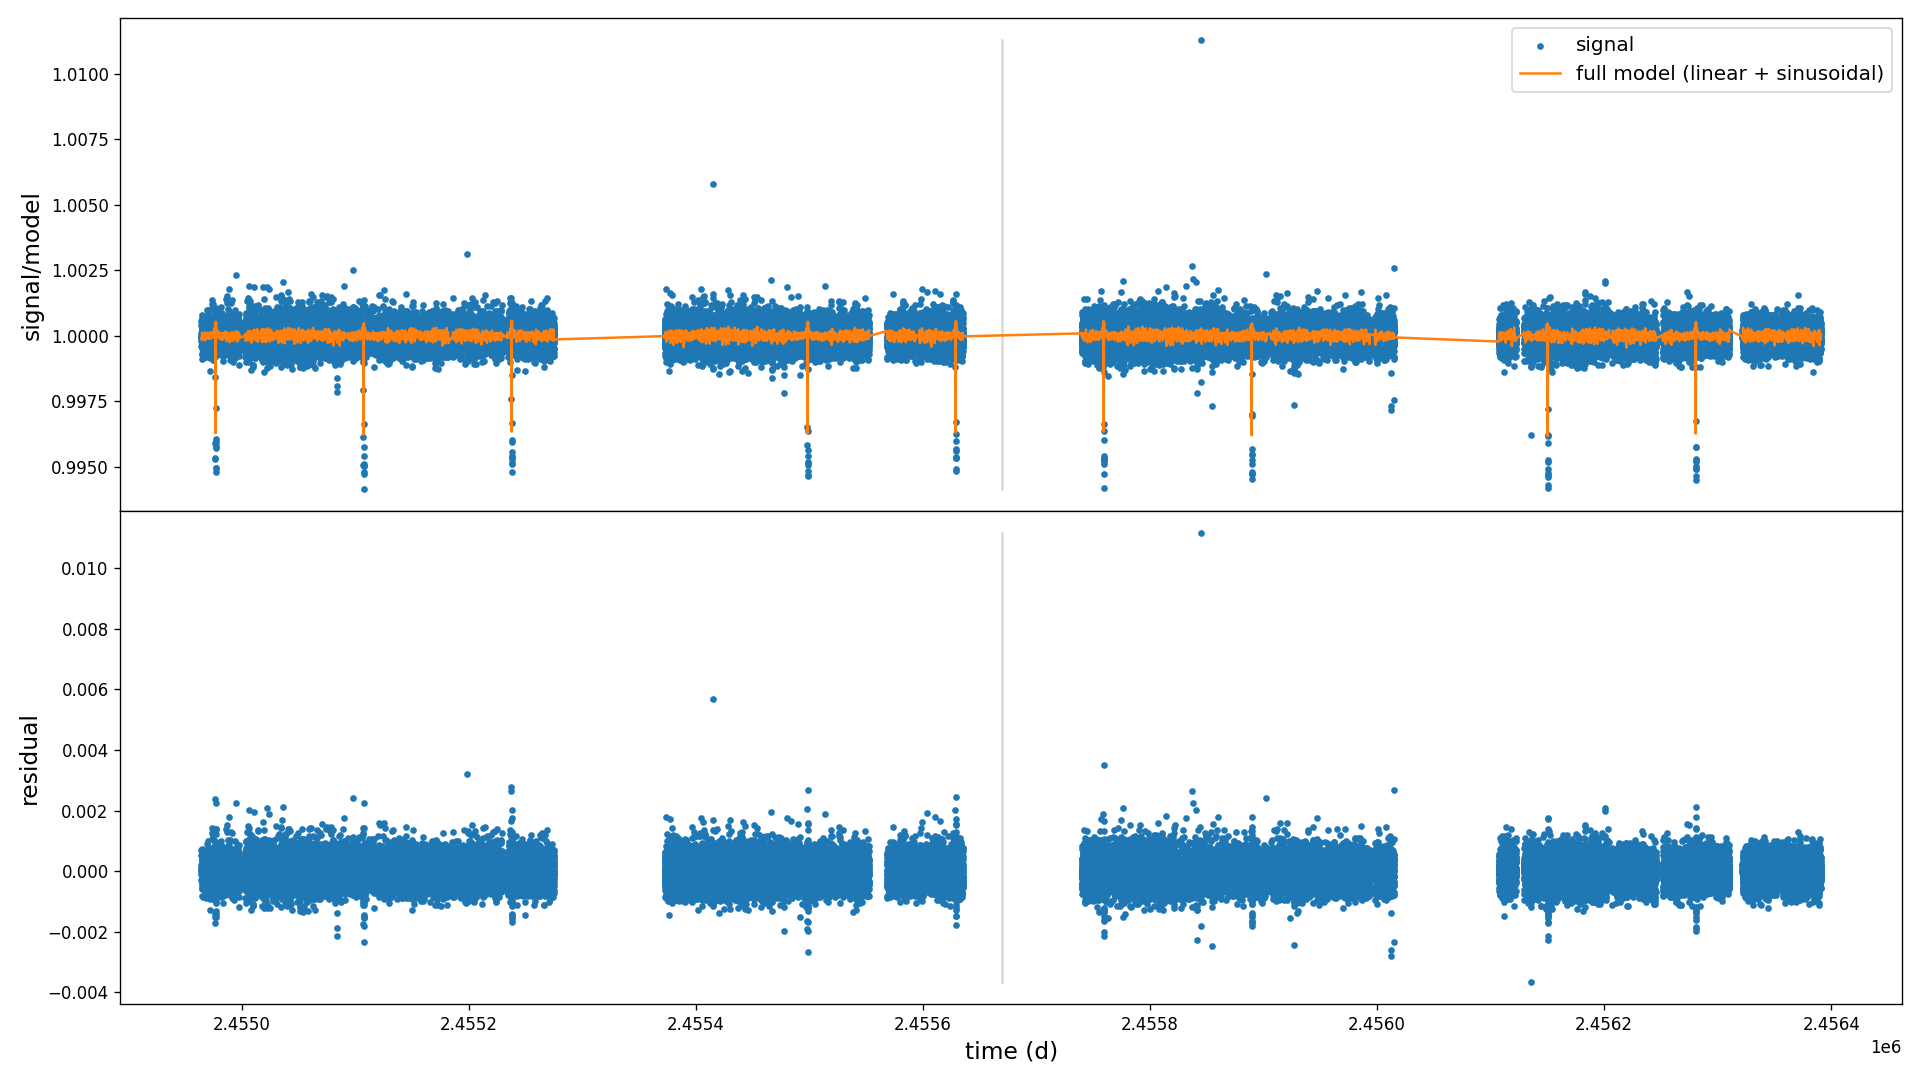 signal
full model (linear + sinusoidal)
signal/model
1.0100
1.0075
1.0050
1.0025
1.0000
0.9975
0.9950
residual
0.010
0.008
0.006
0.004
0.002
0.000
−0.002
−0.004
2.4550 2.4552 2.4554 2.4556 2.4558 2.4560 2.4562 2.4564
1e6
time (d)